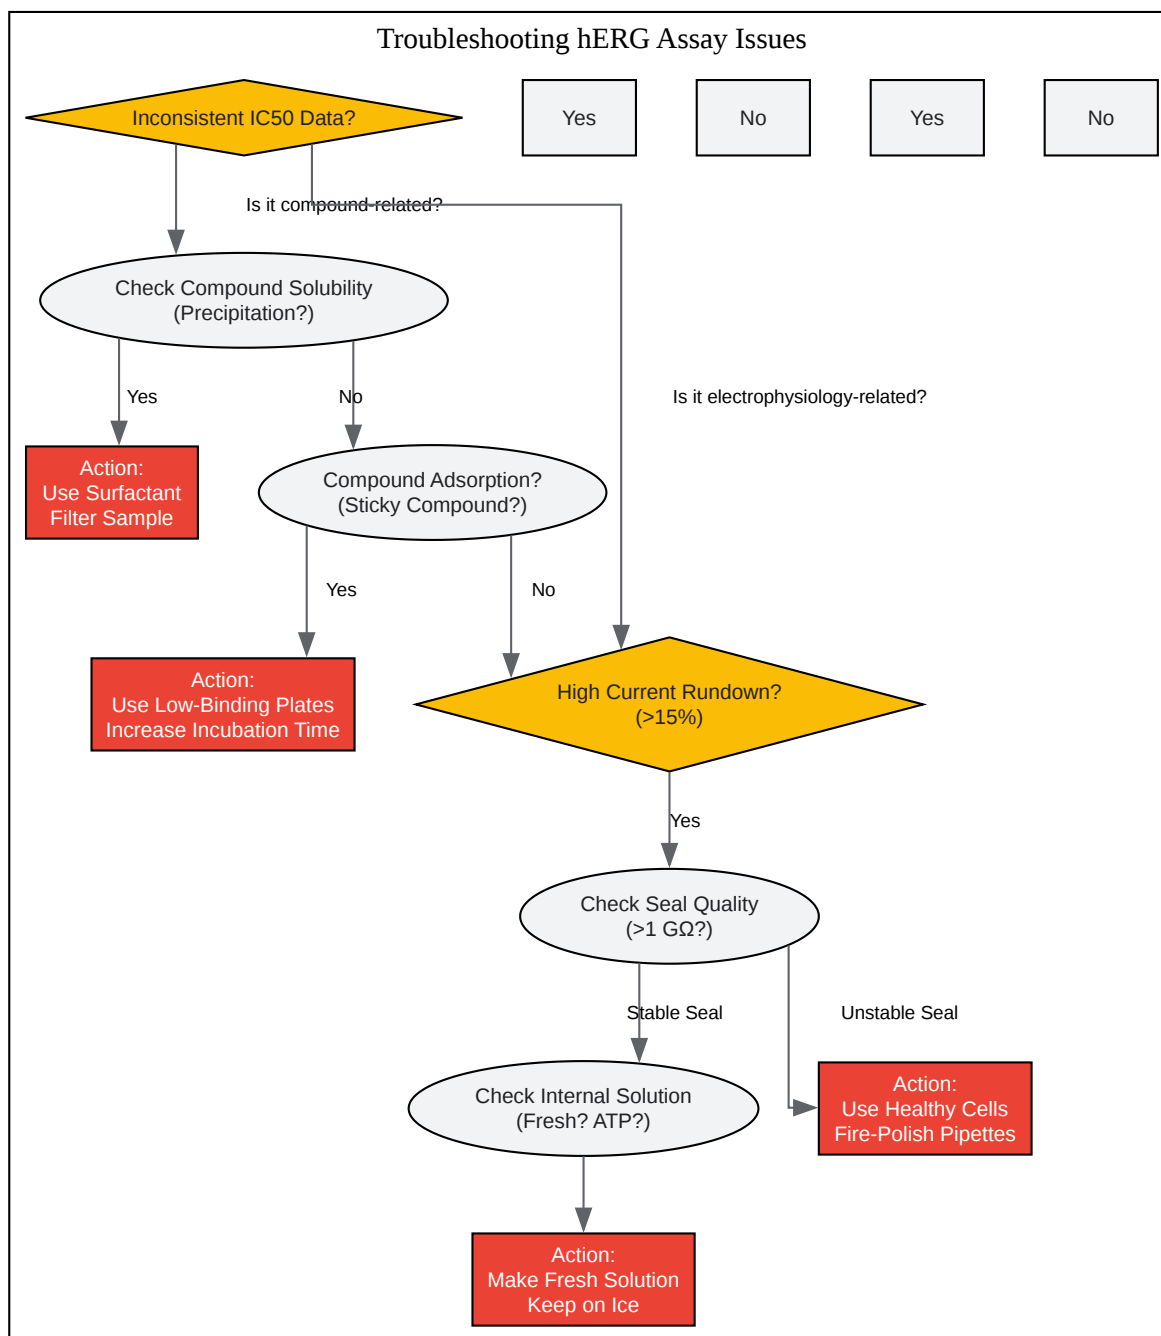 Troubleshooting hERG Assay Issues
Inconsistent IC50 Data?
Yes
No
Yes
No
Is it compound-related?
Check Compound Solubility
(Precipitation?)
Yes
No
Is it electrophysiology-related?
Action:
Use Surfactant
Filter Sample
Compound Adsorption?
(Sticky Compound?)
Yes
No
Action:
Use Low-Binding Plates
Increase Incubation Time
High Current Rundown?
(>15%)
Yes
Check Seal Quality
(>1 GΩ?)
Stable Seal
Unstable Seal
Check Internal Solution
(Fresh? ATP?)
Action:
Use Healthy Cells
Fire-Polish Pipettes
Action:
Make Fresh Solution
Keep on Ice